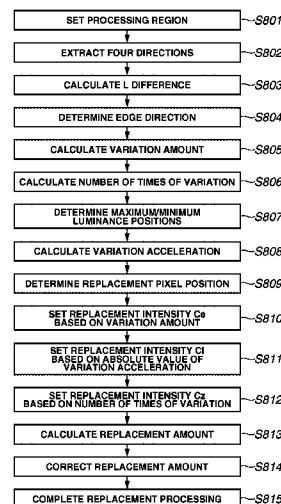 SET PROCESSING REGION S801
EXTRACT FOUR DIRECTIONS S802
CALCULATE L DIFFERENCE S803
DETERMINE EDGE DIRECTION S804
CALCULATE VARIATION AMOUNT S805
CALCULATE NUMBER OF TIMES OF VARIATION S806
DETERMINE MAXIMUM/MINIMUM
LUMINANCE POSITIONS S807
CALCULATE VARIATION ACCELERATION S808
DETERMINE REPLACEMENT PIXEL POSITION S809
SET REPLACEMENT INTENSITY Ce
BASED ON VARIATION AMOUNT S810
SET REPLACEMENT INTENSITY Cl
BASED ON ABSOLUTE VALUE OF
VARIATION ACCELERATION S811
SET REPLACEMENT INTENSITY Cz
BASED ON NUMBER OF TIMES OF VARIATION S812
CALCULATE REPLACEMENT AMOUNT S813
CORRECT REPLACEMENT AMOUNT S814
COMPLETE REPLACEMENT PROCESSING S815